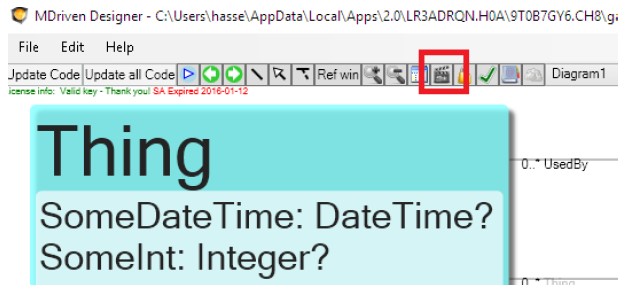 MDriven Designer - C:\Users\hasse\AppData\Local\Apps\2.0\LR3ADRQN.H0A\9T0B7GY6.CH8\ga
File Edit Help
Update Code Update all Code Ref win Diagram1
icense info: Valid key - Thank you! SA Expired 2016-01-12
Thing
0..* UsedBy
SomeDateTime: DateTime?
SomeInt: Integer?
0..* Thing